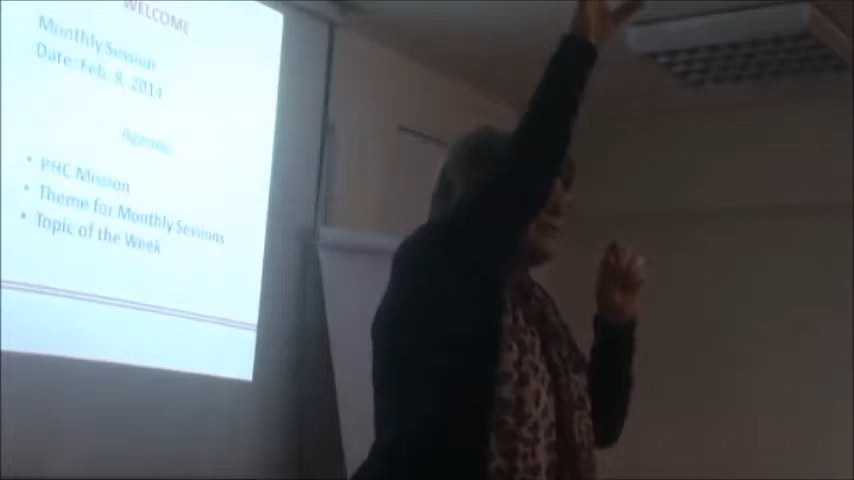 WELCOME
Monthly Session
Date: Feb. 8, 2014
Agenda
• PHC Mission
• Theme for Monthly Sessions
• Topic of the Week